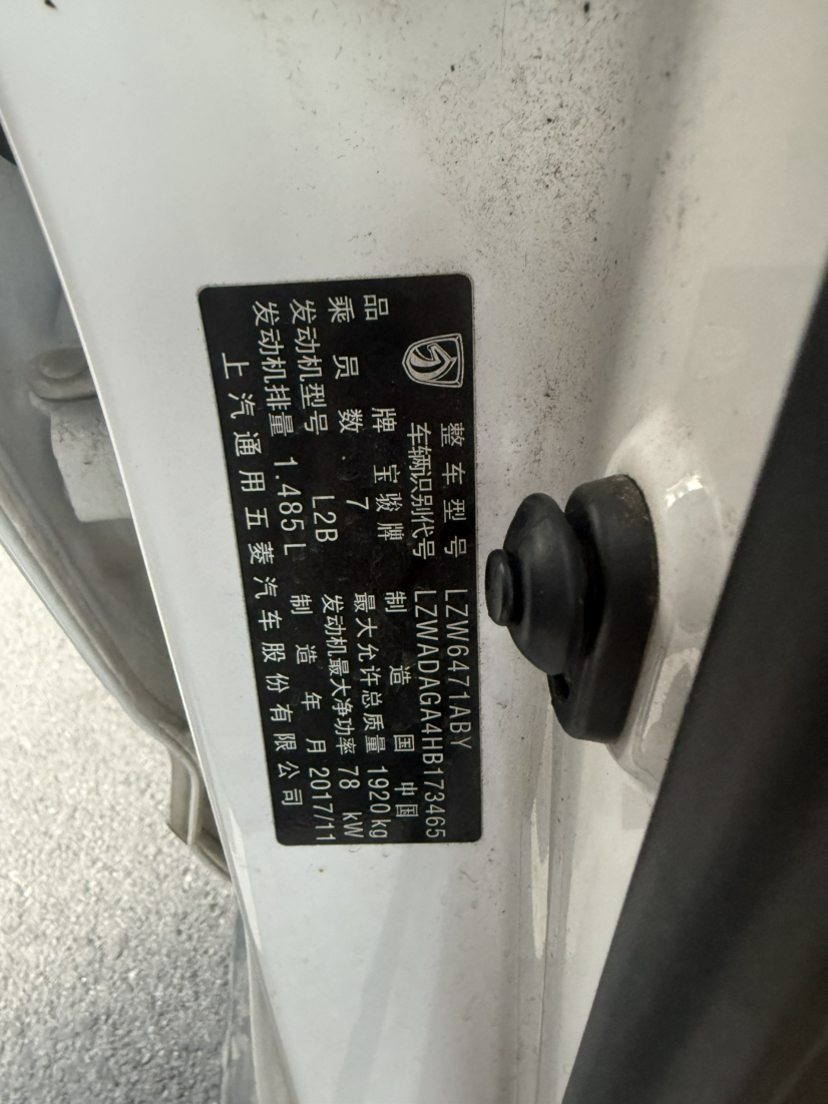 整车型号 LZW6471ABY
车辆识别代号 LZWADAGA4HB173465
品牌 宝骏牌 制造国 中国
乘员数 7 最大允许总质量 1920kg
发动机型号 L2B 发动机最大净功率 78 kW
发动机排量 1.485L 制造年月 2017/11
上汽通用五菱汽车股份有限公司